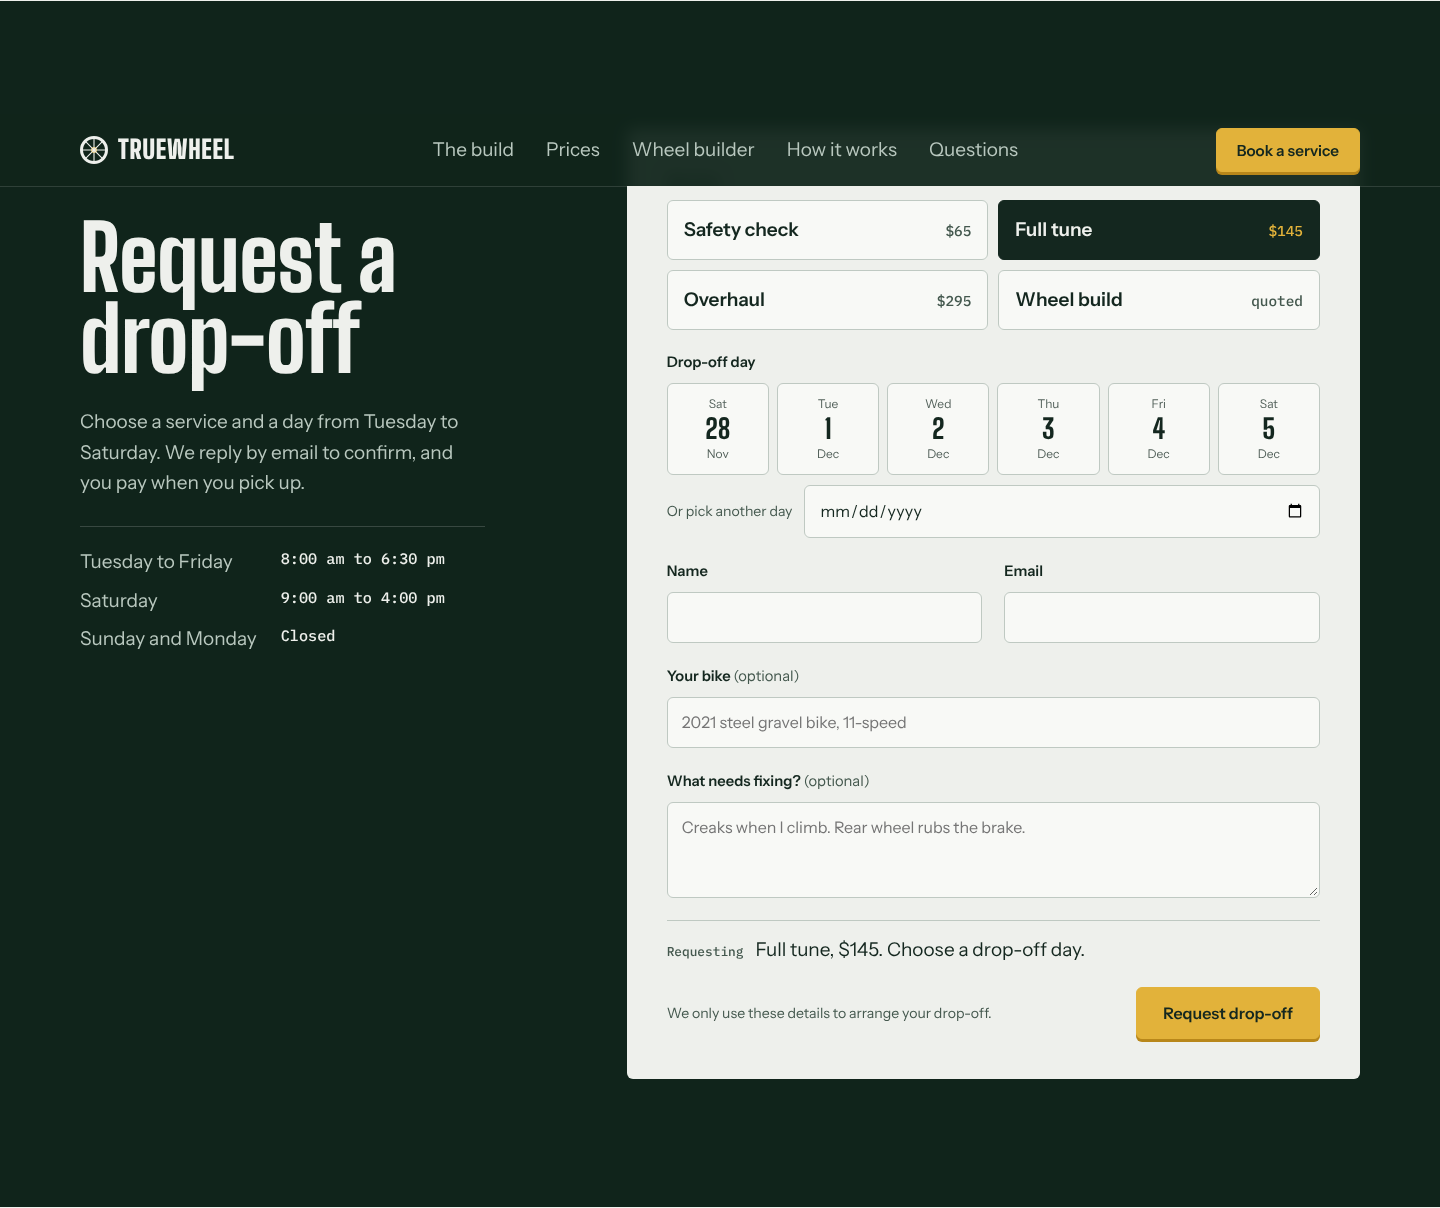 TRUEWHEEL
The build
Prices
Wheel builder
How it works
Questions
Book a service
Request a
drop-off
Choose a service and a day from Tuesday to
Saturday. We reply by email to confirm, and
you pay when you pick up.
Tuesday to Friday 8:00 am to 6:30 pm
Saturday 9:00 am to 4:00 pm
Sunday and Monday Closed
Safety check $65
Full tune $145
Overhaul $295
Wheel build quoted
Drop-off day
Sat
28
Nov
Tue
1
Dec
Wed
2
Dec
Thu
3
Dec
Fri
4
Dec
Sat
5
Dec
Or pick another day mm/dd/yyyy
Name
Email
Your bike (optional)
2021 steel gravel bike, 11-speed
What needs fixing? (optional)
Creaks when I climb. Rear wheel rubs the brake.
Requesting Full tune, $145. Choose a drop-off day.
We only use these details to arrange your drop-off.
Request drop-off